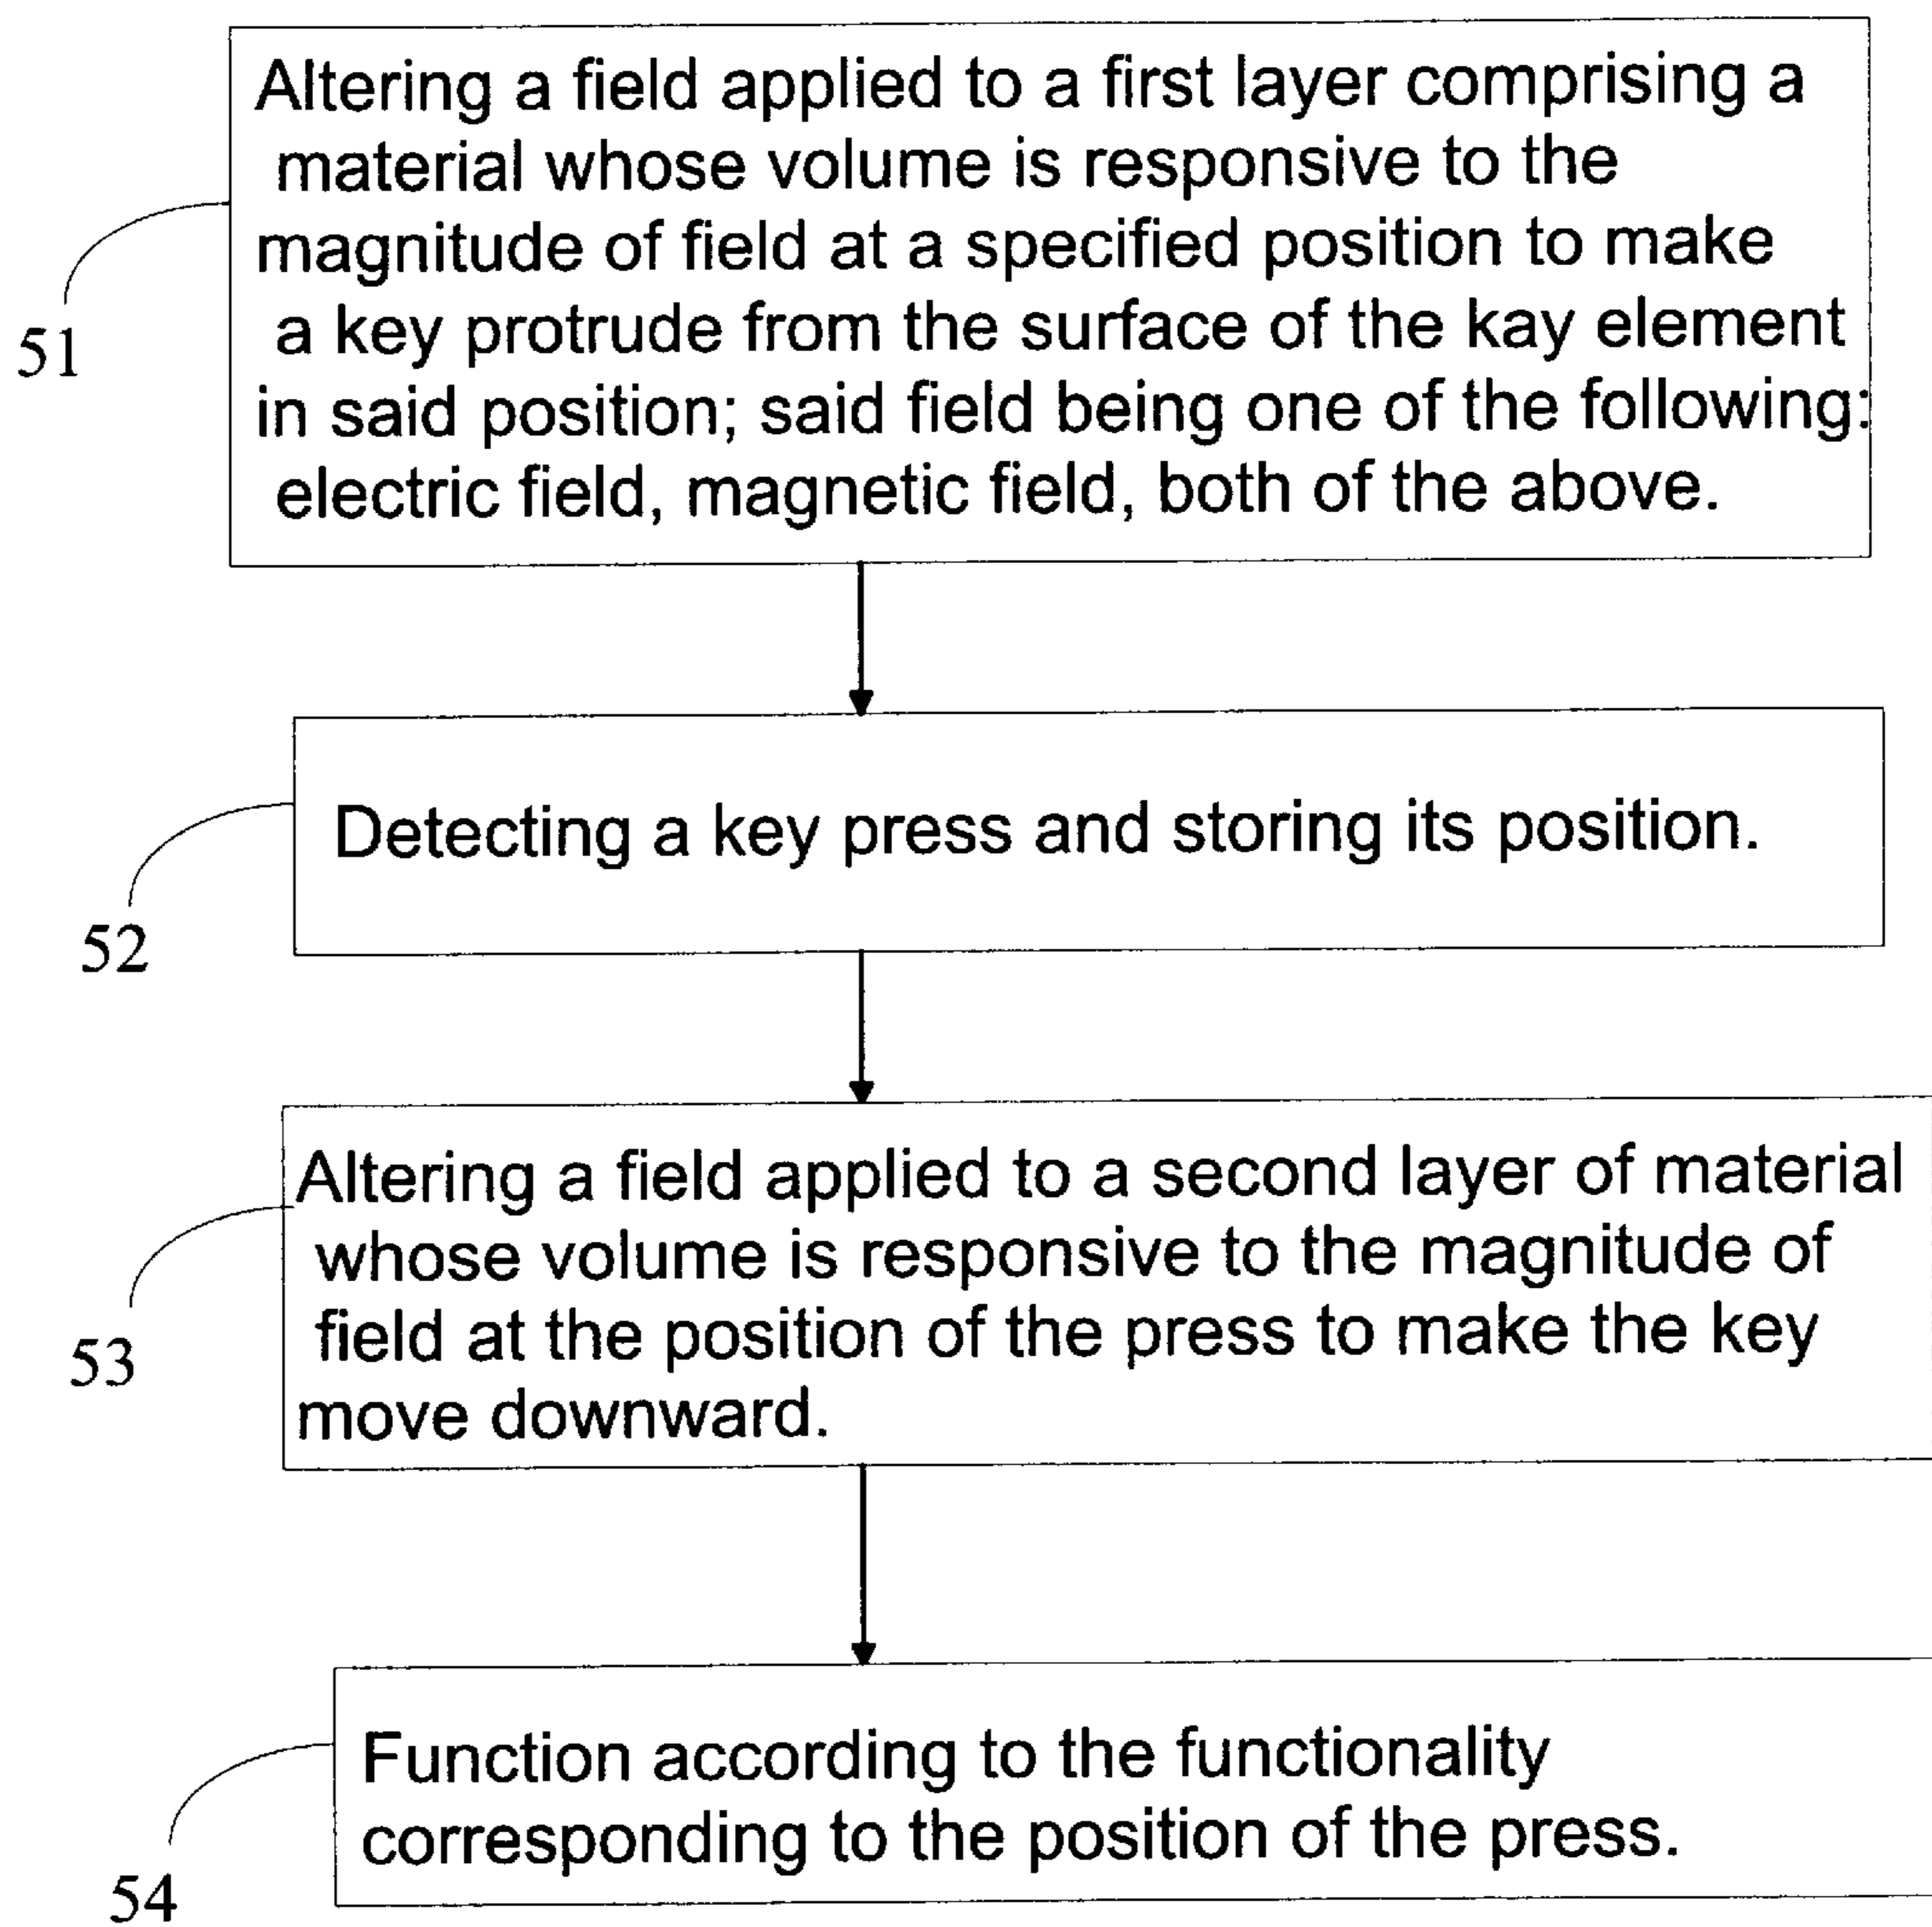 Altering a field applied to a first layer comprising a
material whose volume is responsive to the
magnitude of field at a specified position to make
a key protrude from the surface of the kay element
in said position; said field being one of the following:
electric field, magnetic field, both of the above.
51
Detecting a key press and storing its position.
52
Altering a field applied to a second layer of material
whose volume is responsive to the magnitude of
field at the position of the press to make the key
move downward.
53
Function according to the functionality
corresponding to the position of the press.
54